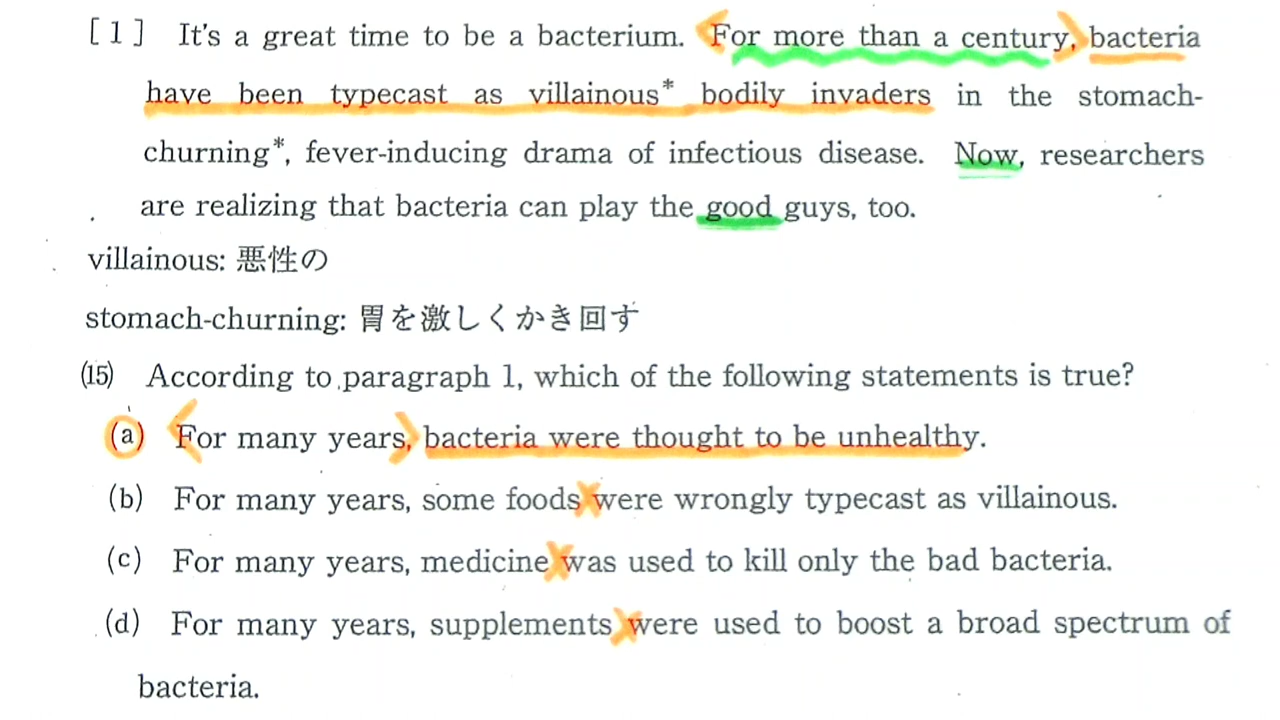 [1] It's a great time to be a bacterium. For more than a century, bacteria
have been typecast as villainous* bodily invaders in the stomach-
churning*, fever-inducing drama of infectious disease. Now, researchers
are realizing that bacteria can play the good guys, too.
villainous: 悪性の
stomach-churning: 胃を激しくかき回す
(15) According to paragraph 1, which of the following statements is true?
(a) For many years, bacteria were thought to be unhealthy.
(b) For many years, some foods were wrongly typecast as villainous.
(c) For many years, medicine was used to kill only the bad bacteria.
(d) For many years, supplements were used to boost a broad spectrum of
bacteria.